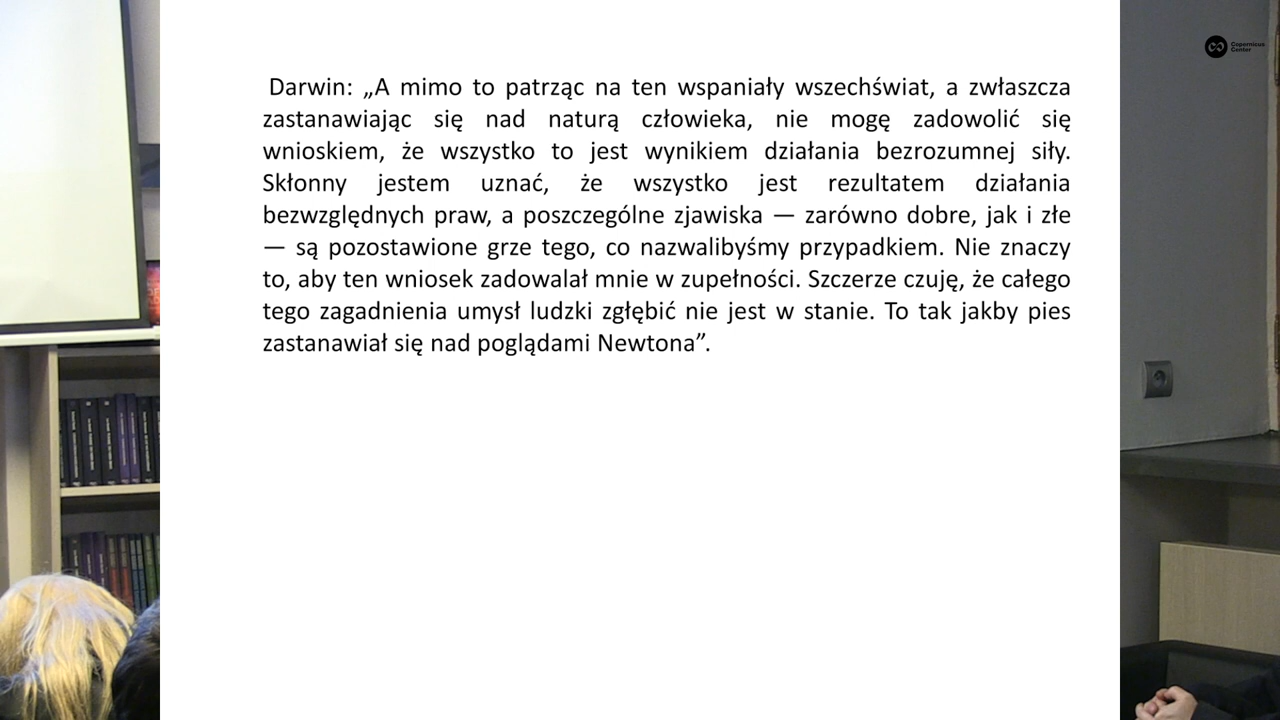 Copernicus
Center
Darwin: „A mimo to patrząc na ten wspaniały wszechświat, a zwłaszcza
zastanawiając się nad naturą człowieka, nie mogę zadowolić się
wnioskiem, że wszystko to jest wynikiem działania bezrozumnej siły.
Skłonny jestem uznać, że wszystko jest rezultatem działania
bezwzględnych praw, a poszczególne zjawiska — zarówno dobre, jak i złe
— są pozostawione grze tego, co nazwalibyśmy przypadkiem. Nie znaczy
to, aby ten wniosek zadowalał mnie w zupełności. Szczerze czuję, że całego
tego zagadnienia umysł ludzki zgłębić nie jest w stanie. To tak jakby pies
zastanawiał się nad poglądami Newtona”.